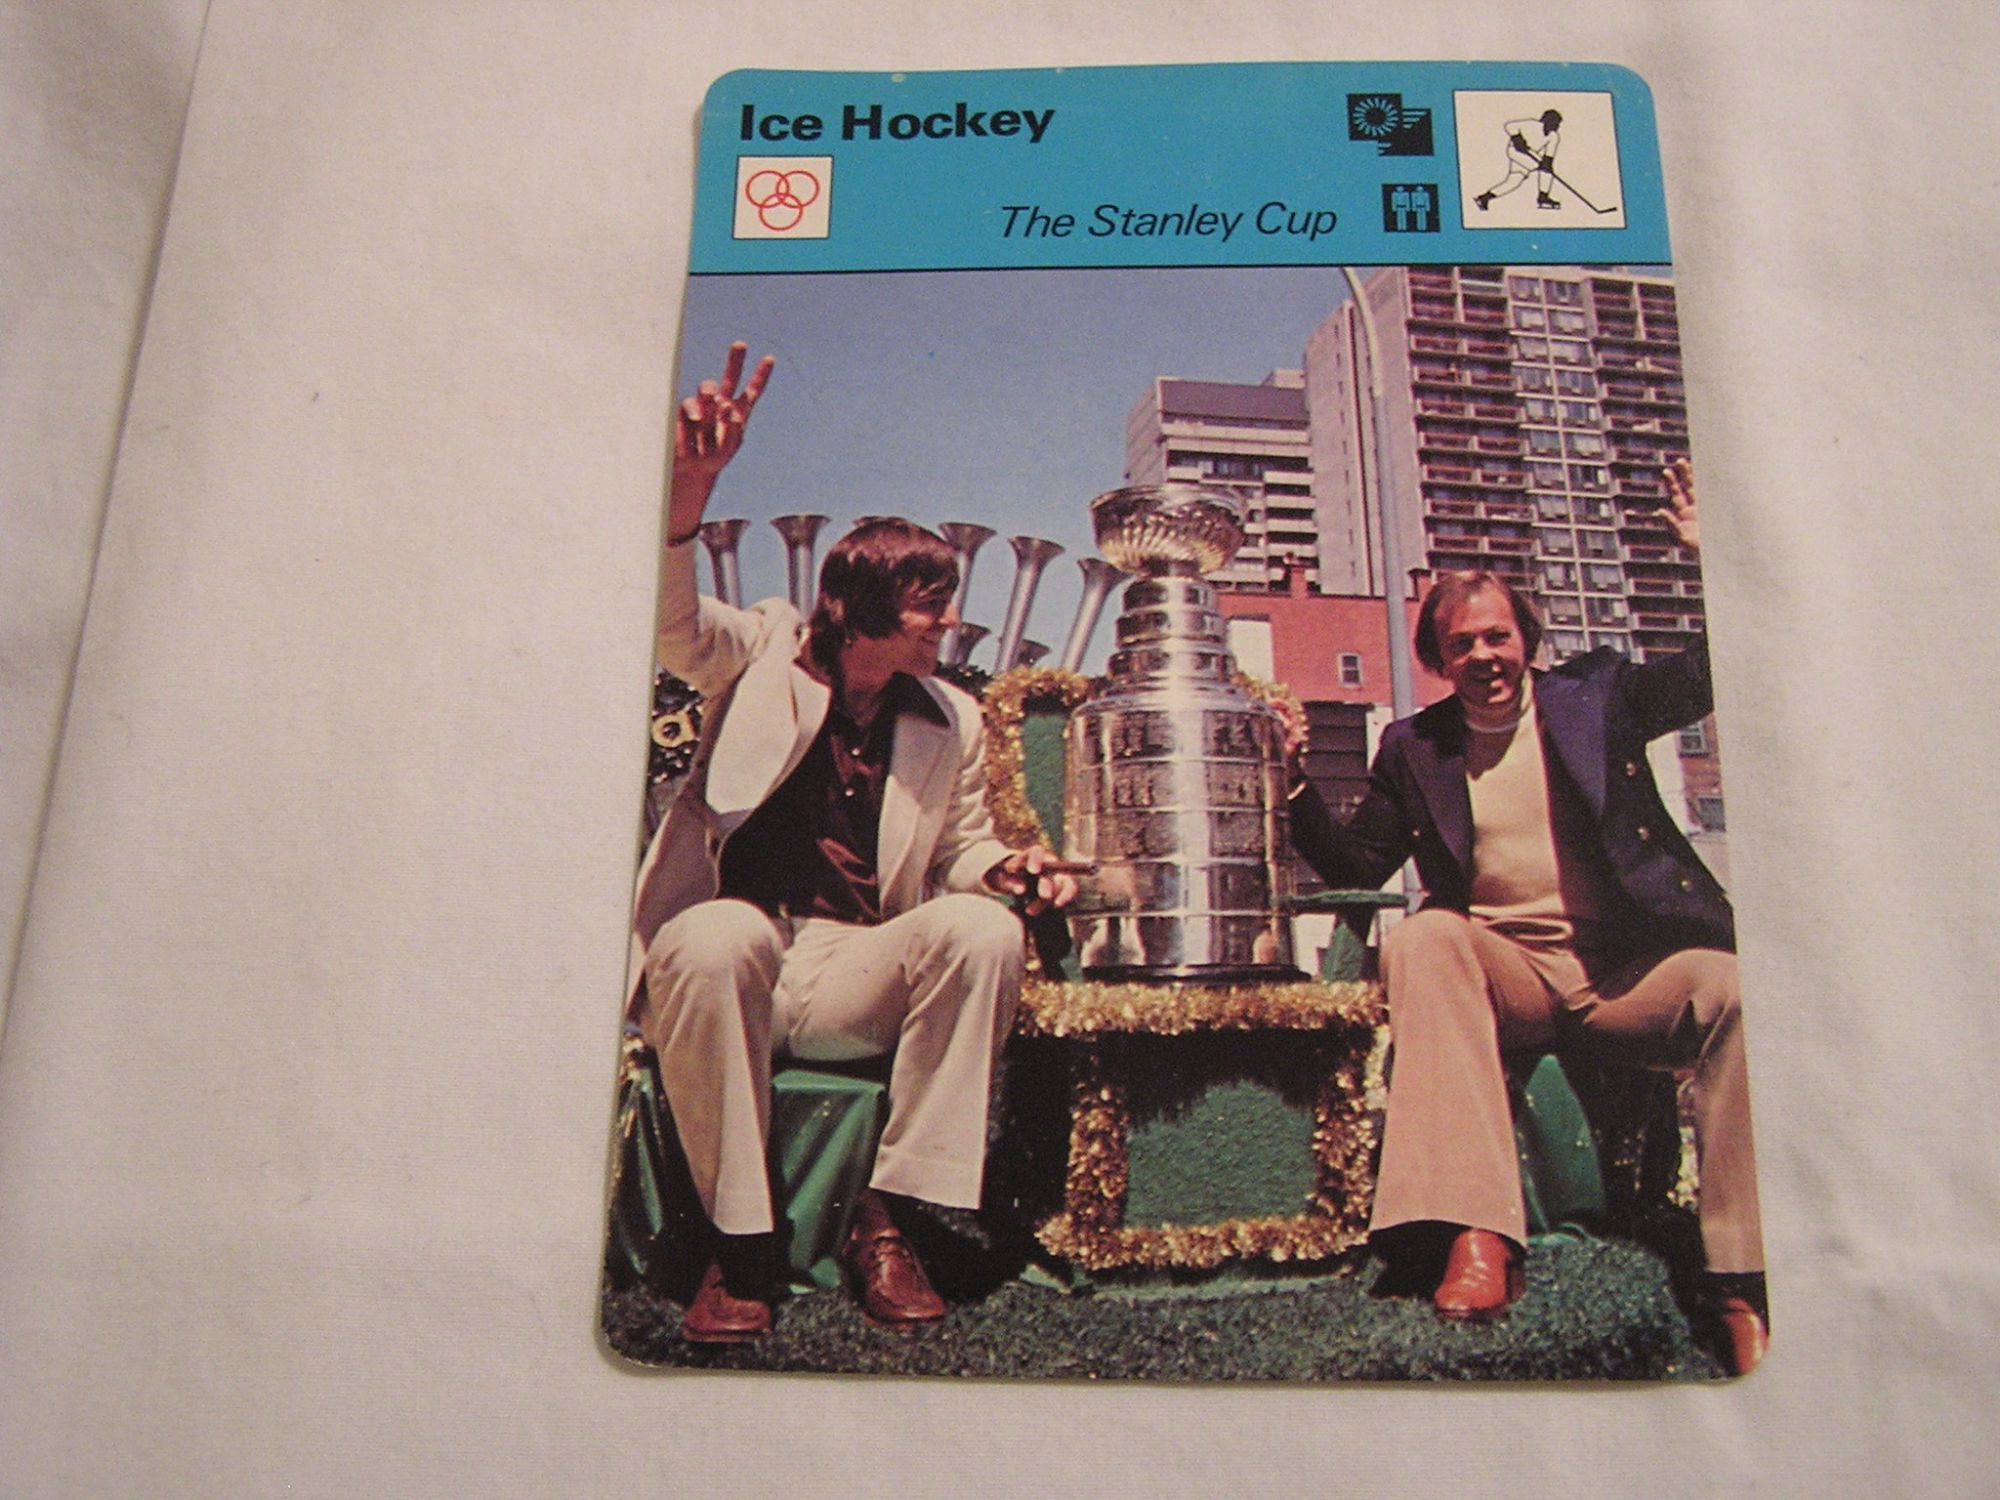 Ice Hockey
The Stanley Cup